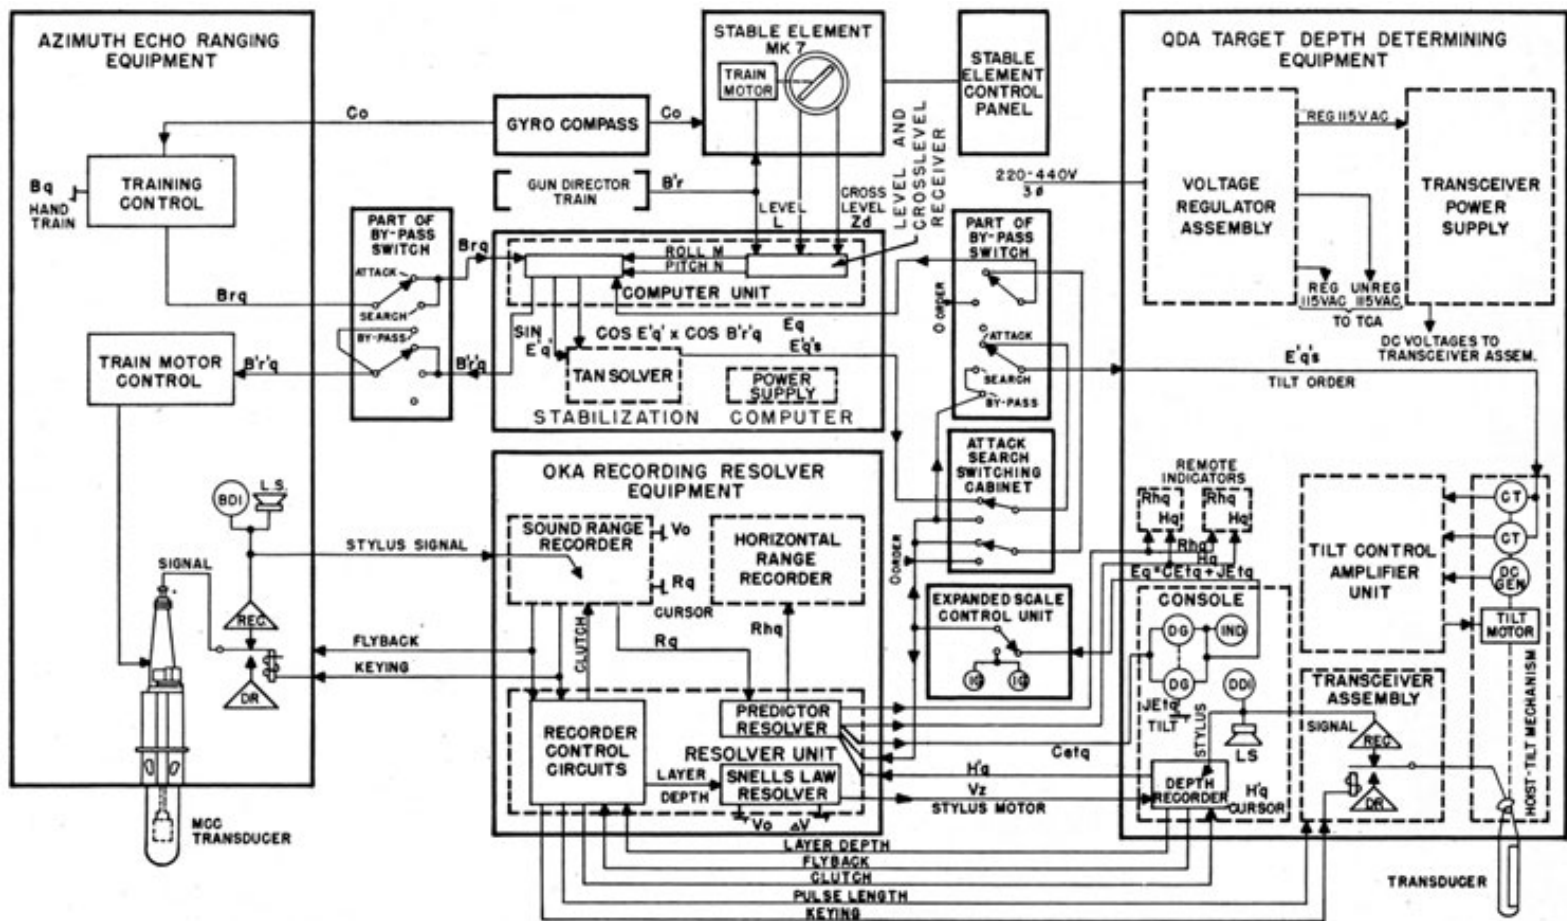 AZIMUTH ECHO RANGING
EQUIPMENT
Co
Bq
HAND
TRAIN
TRAINING
CONTROL
Brq
TRAIN MOTOR
CONTROL
B'r'q
BDI
L.S.
SIGNAL
REC
DR
MCC
TRANSDUCER
GYRO COMPASS
Co
GUN DIRECTOR
TRAIN
B'r
STABLE ELEMENT
MK 7
TRAIN
MOTOR
STABLE
ELEMENT
CONTROL
PANEL
LEVEL AND
CROSSLEVEL
RECEIVER
LEVEL
L
CROSS
LEVEL
Zd
PART OF
BY-PASS
SWITCH
ATTACK
SEARCH
BY-PASS
Brq
B'r'q
ROLL M
PITCH N
COMPUTER UNIT
SIN
E'q'
COS E'q' x COS B'r'q
Eq
E'q's
TAN SOLVER
POWER
SUPPLY
STABILIZATION COMPUTER
PART OF
BY-PASS
SWITCH
O ORDER
ATTACK
SEARCH
BY-PASS
ATTACK
SEARCH
SWITCHING
CABINET
O ORDER
EXPANDED SCALE
CONTROL UNIT
IG
IG
OKA RECORDING RESOLVER
EQUIPMENT
STYLUS SIGNAL
SOUND RANGE
RECORDER
Vo
Rq
CURSOR
HORIZONTAL
RANGE
RECORDER
FLYBACK
KEYING
CLUTCH
Rq
Rhq
RECORDER
CONTROL
CIRCUITS
PREDICTOR
RESOLVER
RESOLVER UNIT
LAYER
DEPTH
SNELLS LAW
RESOLVER
Vo
ΔV
Cetq
H'q
Vz
STYLUS MOTOR
LAYER DEPTH
FLYBACK
CLUTCH
PULSE LENGTH
KEYING
QDA TARGET DEPTH DETERMINING
EQUIPMENT
220-440V
3ø
VOLTAGE
REGULATOR
ASSEMBLY
REG 115V AC
TRANSCEIVER
POWER
SUPPLY
REG UNREG
115VAC 115VAC
TO TCA
DC VOLTAGES TO
TRANSCEIVER ASSEM.
E'q's
TILT ORDER
REMOTE
INDICATORS
Rhq
Hq
Rhq
Hq
Rhq
Hq
Eq=CEtq+JEtq
CONSOLE
DG
IND
DG
DDI
JEtq
TILT
STYLUS
LS
DEPTH
RECORDER
H'q
CURSOR
TILT CONTROL
AMPLIFIER
UNIT
CT
CT
DC
GEN
TILT
MOTOR
HOIST-TILT MECHANISM
TRANSCEIVER
ASSEMBLY
SIGNAL
REC
DR
TRANSDUCER